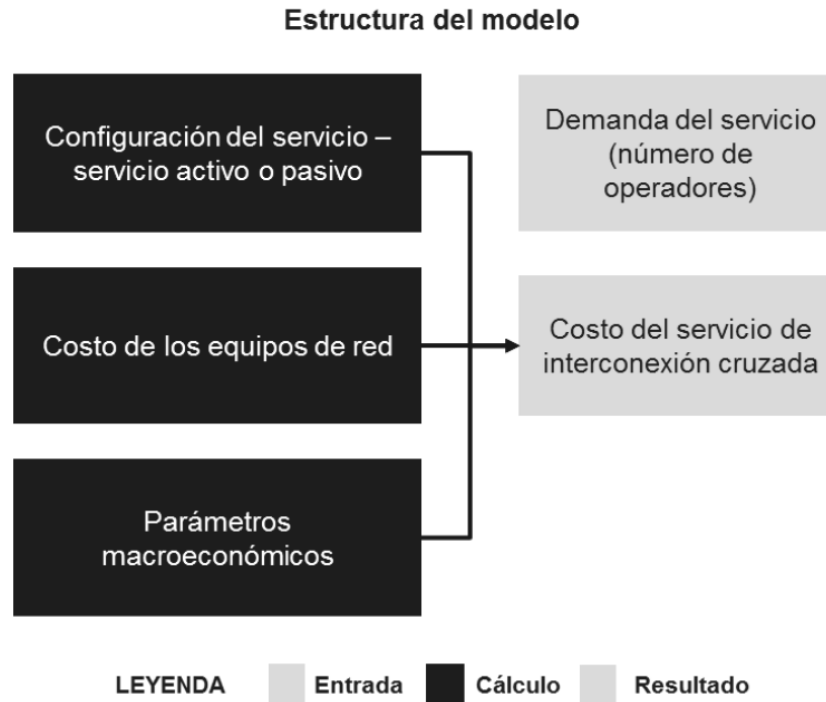 Estructura del modelo
Configuración del servicio –
servicio activo o pasivo
Demanda del servicio
(número de
operadores)
Costo de los equipos de red
Costo del servicio de
interconexión cruzada
Parámetros
macroeconómicos
LEYENDA Entrada Cálculo Resultado